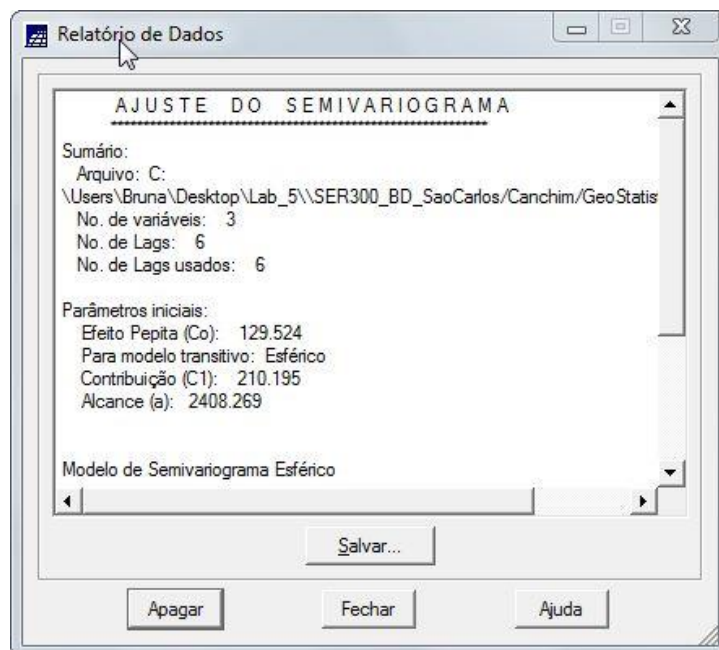 Relatório de Dados
AJUSTE DO SEMIVARIOGRAMA
Sumário:
Arquivo: C:
\Users\Bruna\Desktop\Lab_5\\SER300_BD_SaoCarlos/Canchim/GeoStatis
No. de variáveis: 3
No. de Lags: 6
No. de Lags usados: 6
Parâmetros iniciais:
Efeito Pepita (Co): 129.524
Para modelo transitivo: Esférico
Contribuição (C1): 210.195
Alcance (a): 2408.269
Modelo de Semivariograma Esférico
Salvar...
Apagar
Fechar
Ajuda